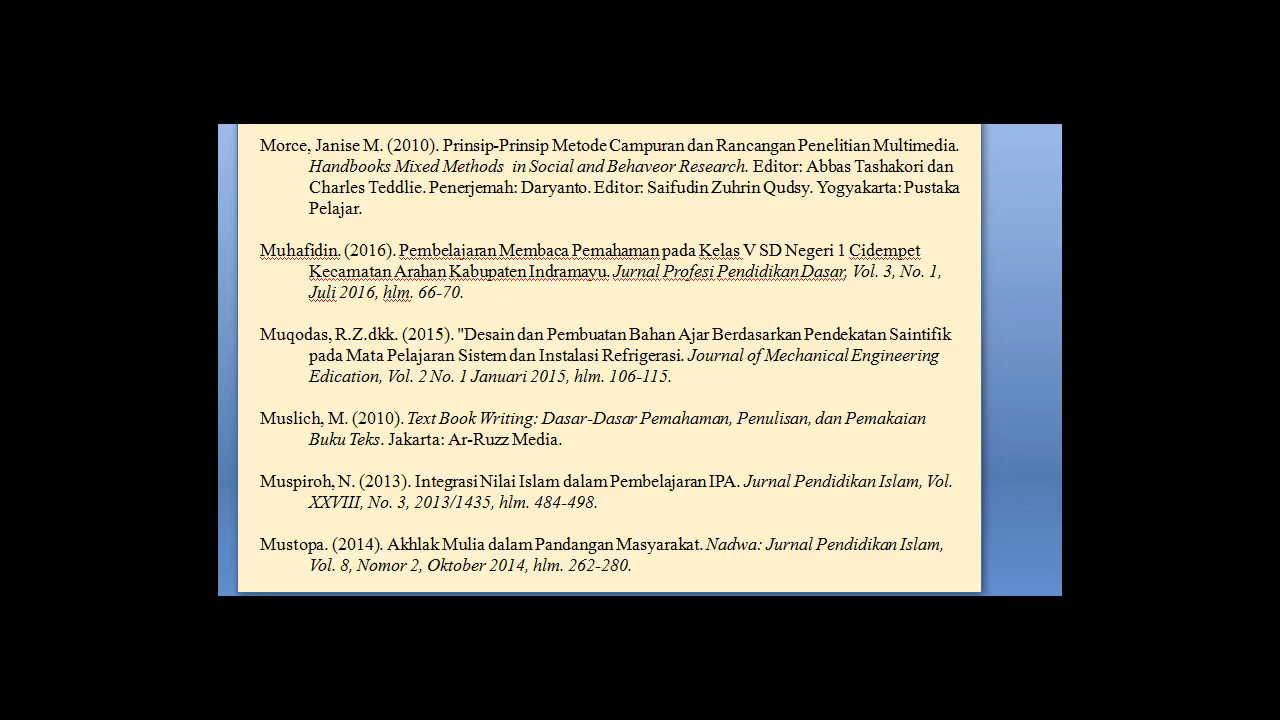 Morce, Janise M. (2010). Prinsip-Prinsip Metode Campuran dan Rancangan Penelitian Multimedia.
Handbooks Mixed Methods in Social and Behaveor Research. Editor: Abbas Tashakori dan
Charles Teddlie. Penerjemah: Daryanto. Editor: Saifudin Zuhrin Qudsy. Yogyakarta: Pustaka
Pelajar.
Muhafidin. (2016). Pembelajaran Membaca Pemahaman pada Kelas V SD Negeri 1 Cidempet
Kecamatan Arahan Kabupaten Indramayu. Jurnal Profesi Pendidikan Dasar, Vol. 3, No. 1,
Juli 2016, hlm. 66-70.
Muqodas, R.Z.dkk. (2015). "Desain dan Pembuatan Bahan Ajar Berdasarkan Pendekatan Saintifik
pada Mata Pelajaran Sistem dan Instalasi Refrigerasi. Journal of Mechanical Engineering
Edication, Vol. 2 No. 1 Januari 2015, hlm. 106-115.
Muslich, M. (2010). Text Book Writing: Dasar-Dasar Pemahaman, Penulisan, dan Pemakaian
Buku Teks. Jakarta: Ar-Ruzz Media.
Muspiroh, N. (2013). Integrasi Nilai Islam dalam Pembelajaran IPA. Jurnal Pendidikan Islam, Vol.
XXVIII, No. 3, 2013/1435, hlm. 484-498.
Mustopa. (2014). Akhlak Mulia dalam Pandangan Masyarakat. Nadwa: Jurnal Pendidikan Islam,
Vol. 8, Nomor 2, Oktober 2014, hlm. 262-280.